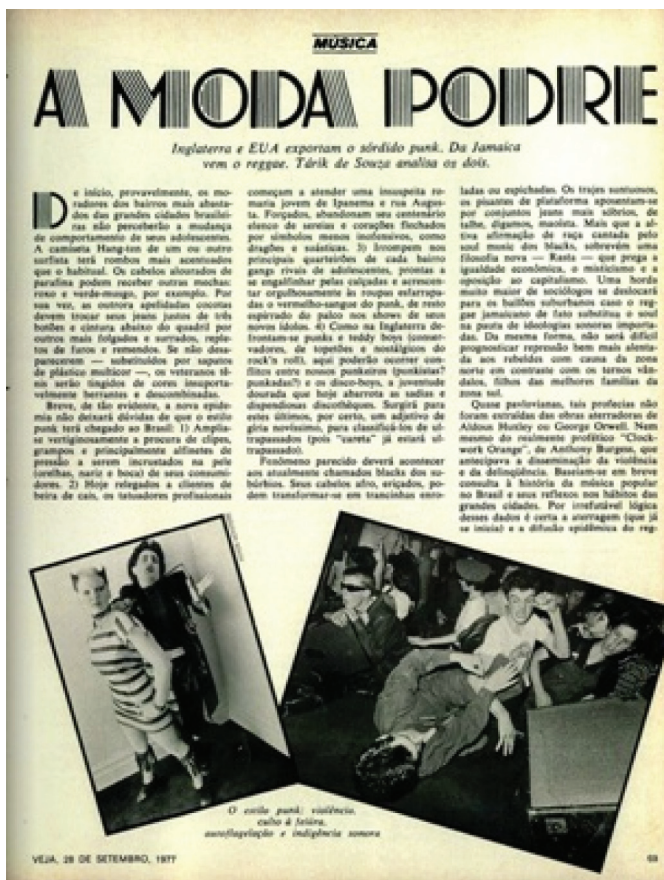 MÚSICA
A MODA PODRE
Inglaterra e EUA exportam o sórdido punk. Da Jamaica
vem o reggae. Tárik de Souza analisa os dois.
De início, provavelmente, os mo-
radores dos bairros mais abasta-
dos das grandes cidades brasilei-
ras não perceberão a mudança
de comportamento de seus adolescentes.
A camiseta Hang-ten de um ou outro
surfista terá rombos mais acentuados
que o habitual. Os cabelos alourados de
parafina podem receber outras mechas:
roxo e verde-musgo, por exemplo. Por
sua vez, as outrora apelidadas cocotas
devem trocar seus jeans justos de três
botões e cintura abaixo do quadril por
outros mais folgados e surrados, reple-
tos de furos e remendos. Se não desa-
parecerem — substituídos por sapatos
de plástico multicor —, os veteranos tê-
nis serão tingidos de cores insuporta-
velmente berrantes e descombinadas.
Breve, de tão evidente, a nova epide-
mia não deixará dúvidas de que o estilo
punk terá chegado ao Brasil: 1) Amplia-
se vertiginosamente a procura de clipes,
grampos e principalmente alfinetes de
pressão a serem incrustados na pele
(orelhas, nariz e boca) de seus consumi-
dores. 2) Hoje relegados a clientes de
beira de cais, os tatuadores profissionais
começam a atender uma insuspeita ro-
maria jovem de Ipanema e rua Augus-
ta. Forçados, abandonam seu centenário
elenco de sereias e corações flechados
por símbolos menos inofensivos, como
dragões e suásticas. 3) Irrompem nos
principais quarteirões de cada bairro
gangs rivais de adolescentes, prontas a
se engalfinhar pelas calçadas e acrescen-
tar orgulhosamente às roupas esfarrapa-
das o vermelho-sangue do punk, de resto
espirrado do palco nos shows de seus
novos ídolos. 4) Como na Inglaterra de-
frontam-se punks e teddy boys (conser-
vadores, de topetões e nostálgicos do
rock'n roll), aqui poderão ocorrer con-
flitos entre nossos punkeiros (punkistas?
punkadas?) e os disco-boys, a juventude
dourada que hoje abarrota as sadias e
dispendiosas discothèques. Surgirá para
estes últimos, por certo, um adjetivo de
gíria novíssimo, para classificá-los de ul-
trapassados (pois "careta" já estará ul-
trapassado).
Fenômeno parecido deverá acontecer
aos atualmente chamados blacks dos su-
búrbios. Seus cabelos afro, eriçados, po-
dem transformar-se em trancinhas enro-
ladas ou espichadas. Os trajes suntuosos,
os pisantes de plataforma aposentam-se
por conjuntos jeans mais sóbrios, de
talhe, digamos, maoista. Mais que a al-
tiva afirmação de raça cantada pelo
soul music dos blacks, sobrevém uma
filosofia nova — Rasta — que prega a
igualdade econômica, o misticismo e a
oposição ao capitalismo. Uma horda
muito maior de sociólogos se deslocará
para os bailões suburbanos caso o reg-
gae jamaicano de fato substitua o soul
na pauta de ideologias sonoras importa-
das. Da mesma forma, não será difícil
prognosticar repressão bem mais alenta-
da aos rebeldes com causa da zona
norte em contraste com os ternos vân-
dalos, filhos das melhores famílias da
zona sul.
Quase pavlovianas, tais profecias não
foram extraídas das obras aterradoras de
Aldous Huxley ou George Orwell. Nem
mesmo do realmente profético "Clock-
work Orange", de Anthony Burgess, que
antecipava a disseminação da violência
e da delinqüência. Baseiam-se em breve
consulta à história da música popular
no Brasil e seus reflexos nos hábitos das
grandes cidades. Por irrefutável lógica
desses dados é certa a aterragem (que já
se inicia) e a difusão epidêmica do reg-
O estilo punk: violência,
culto à feiúra,
autoflagelação e indigência sonora
VEJA, 28 DE SETEMBRO, 1977
69